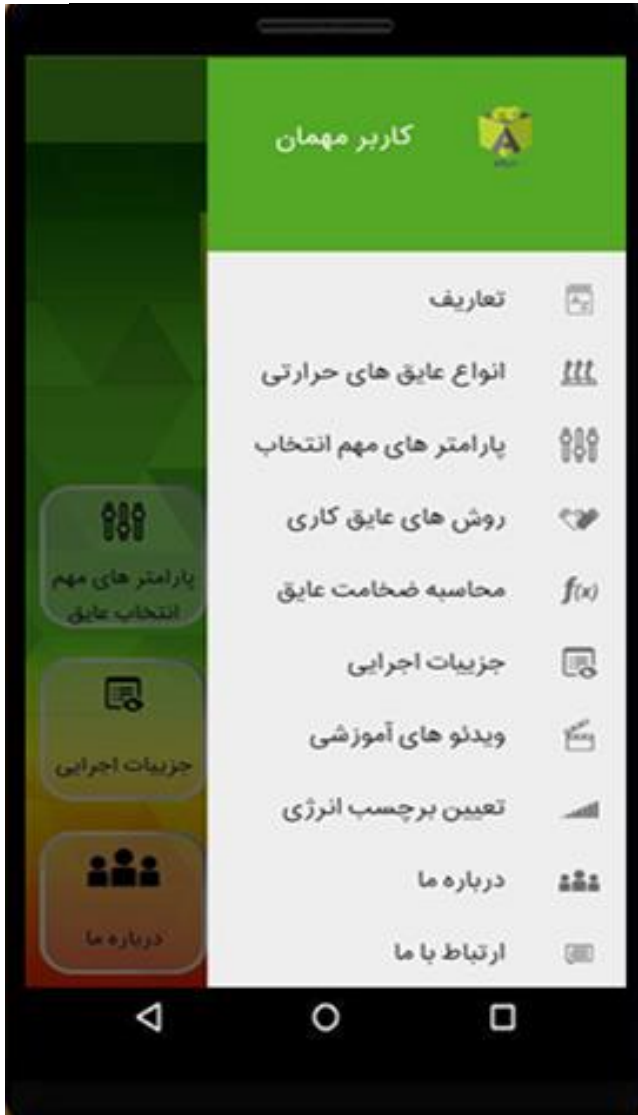 کاربر مهمان
تعاریف
انواع عایق های حرارتی
پارامتر های مهم انتخاب
روش های عایق کاری
محاسبه ضخامت عایق
f(x)
جزییات اجرایی
ویدئو های آموزشی
تعیین برچسب انرژی
درباره ما
ارتباط با ما
پارامتر های مهم
انتخاب عایق
جزییات اجرایی
درباره ما